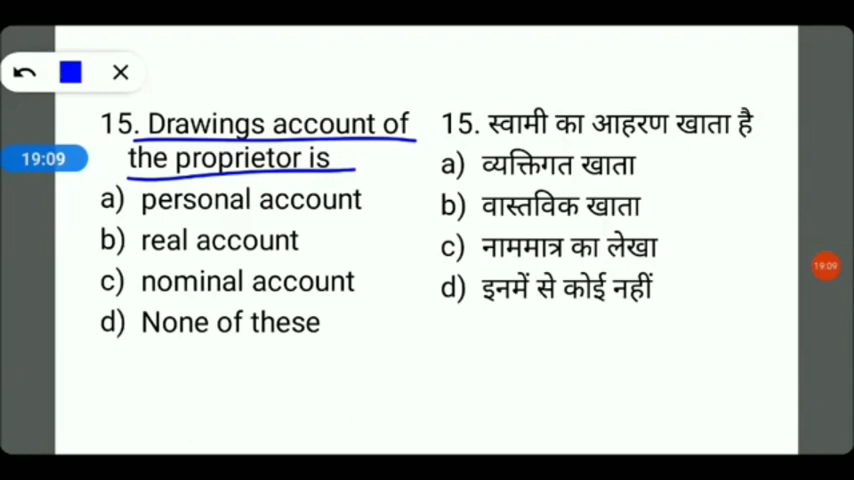 15. Drawings account of
the proprietor is
a) personal account
b) real account
c) nominal account
d) None of these
15. स्वामी का आहरण खाता है
a) व्यक्तिगत खाता
b) वास्तविक खाता
c) नाममात्र का लेखा
d) इनमें से कोई नहीं
19:09
19:09